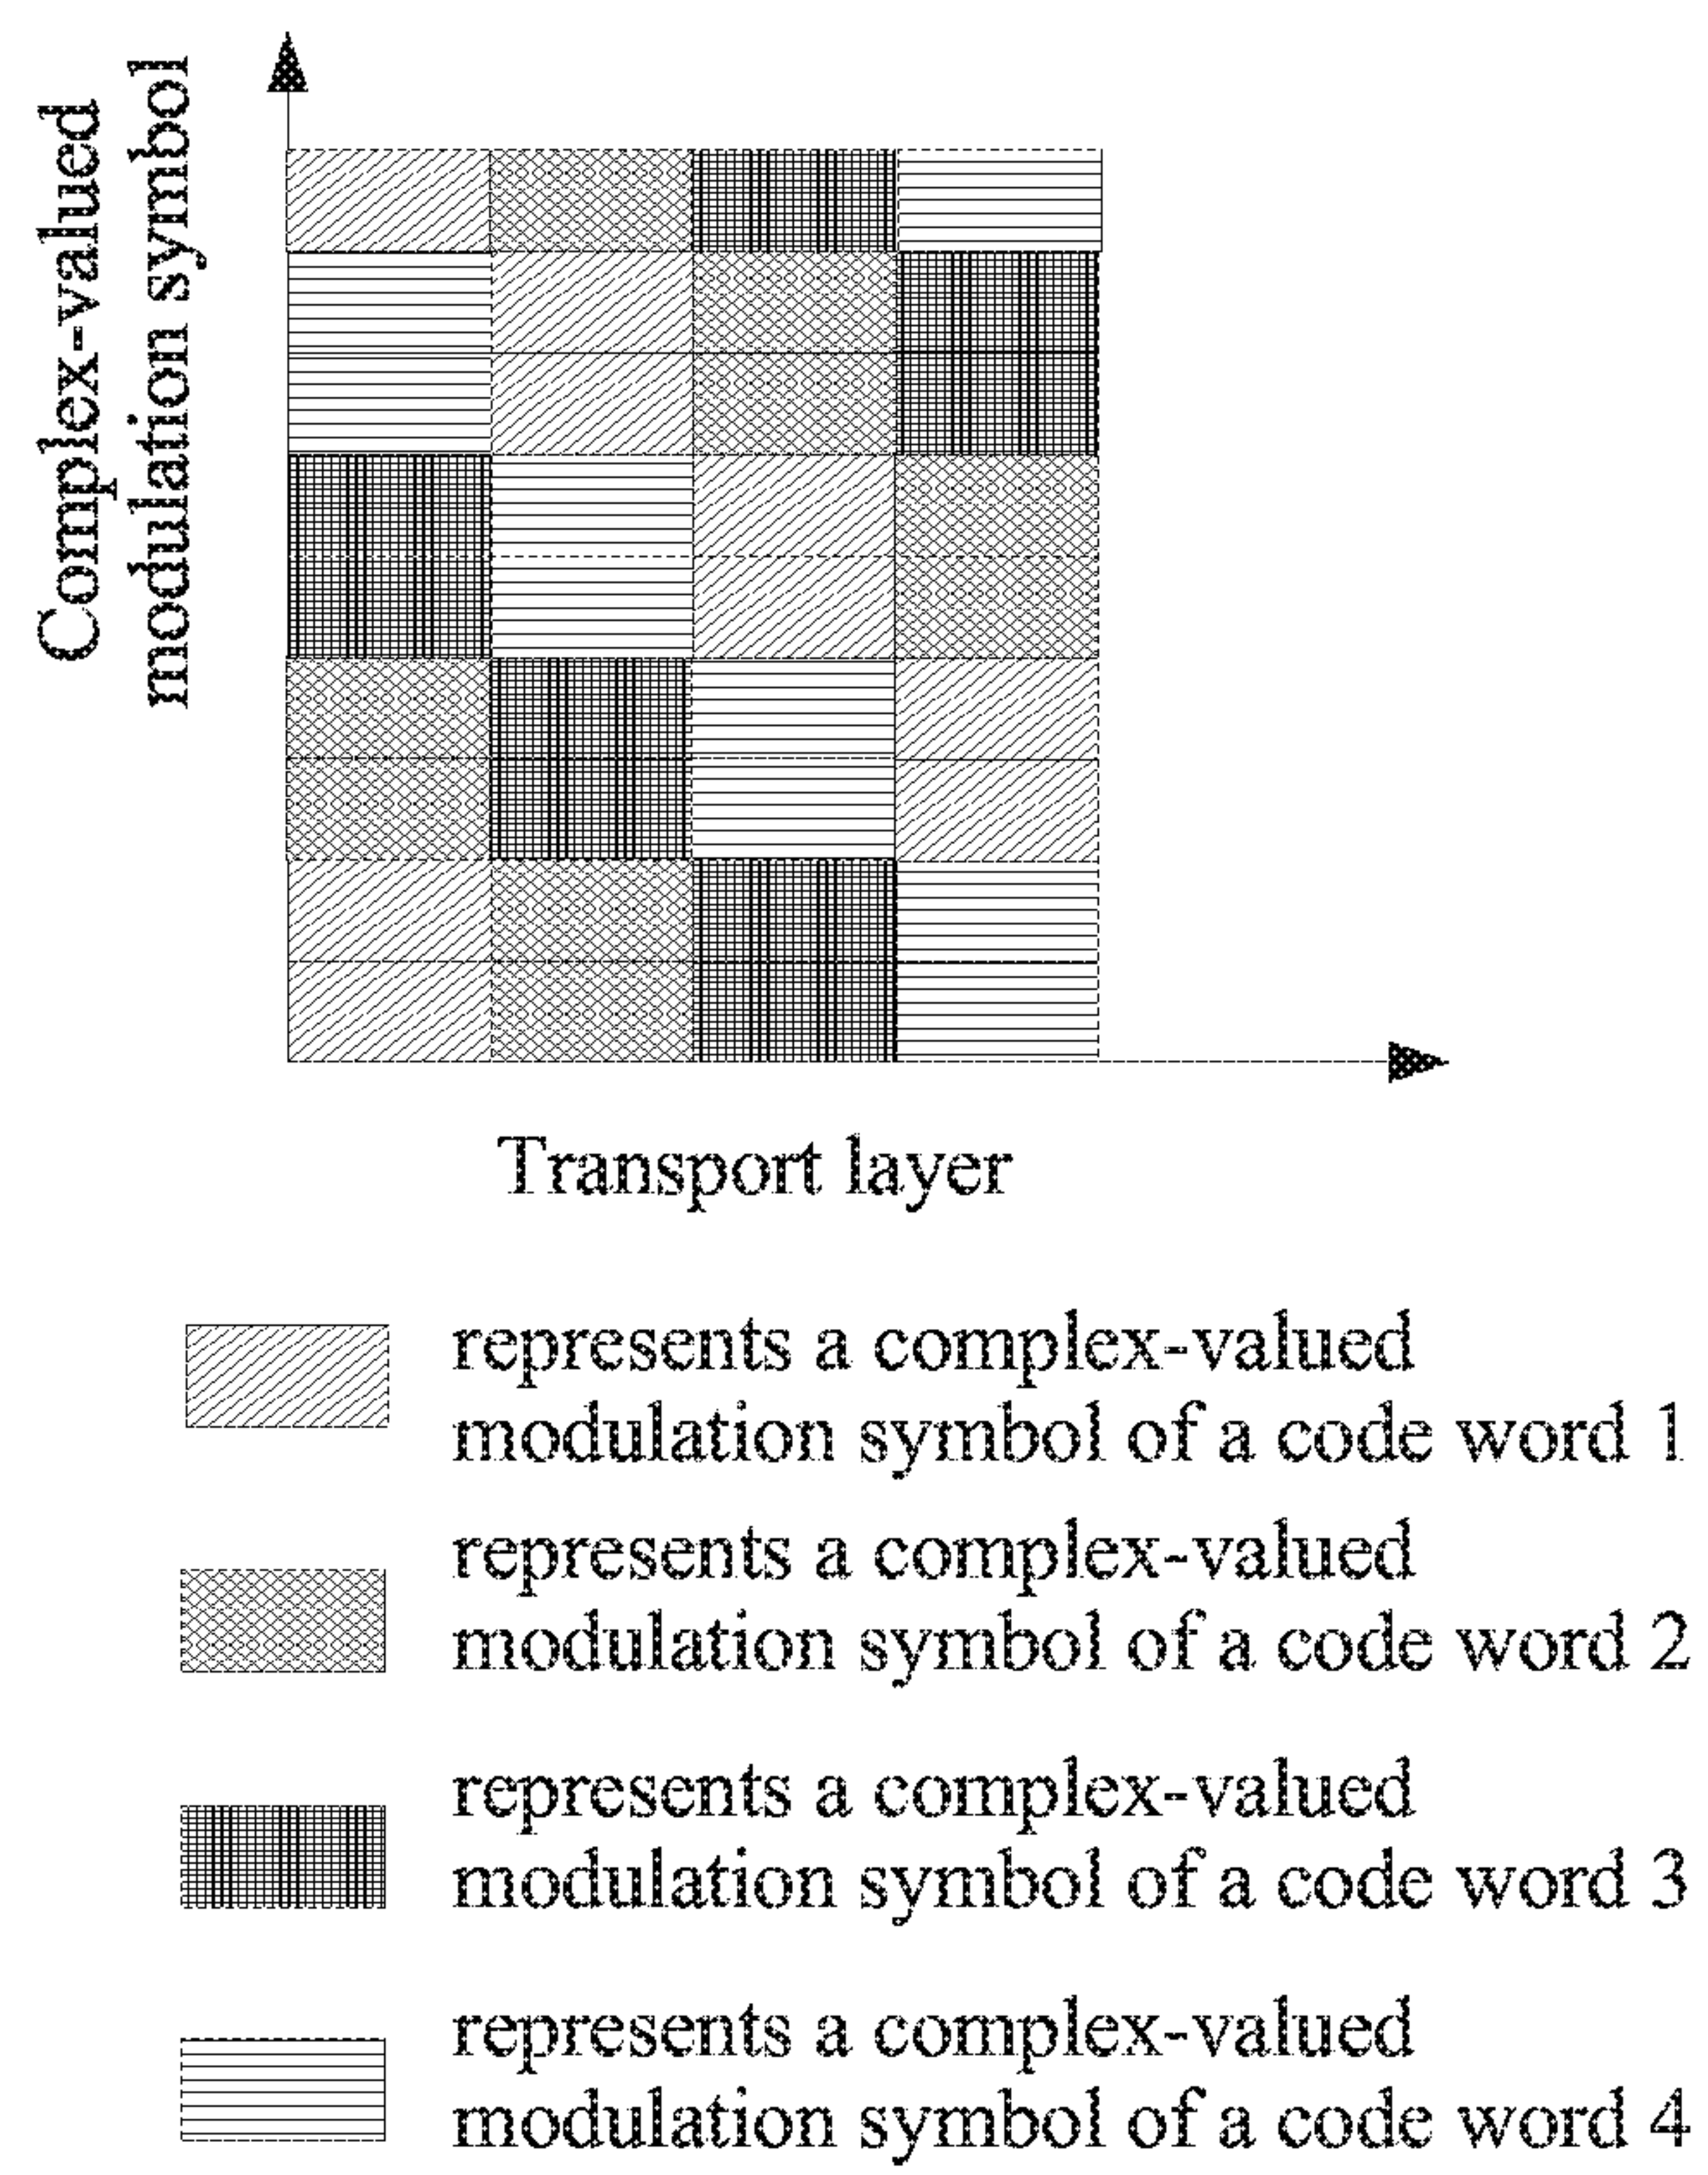 Complex-valued
modulation symbol
Transport layer
represents a complex-valued
modulation symbol of a code word 1
represents a complex-valued
modulation symbol of a code word 2
represents a complex-valued
modulation symbol of a code word 3
represents a complex-valued
modulation symbol of a code word 4